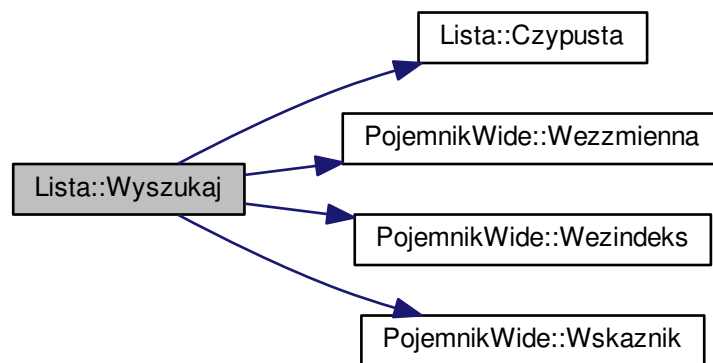 Lista::Czypusta
PojemnikWide::Wezzmienna
Lista::Wyszukaj
PojemnikWide::Wezindeks
PojemnikWide::Wskaznik